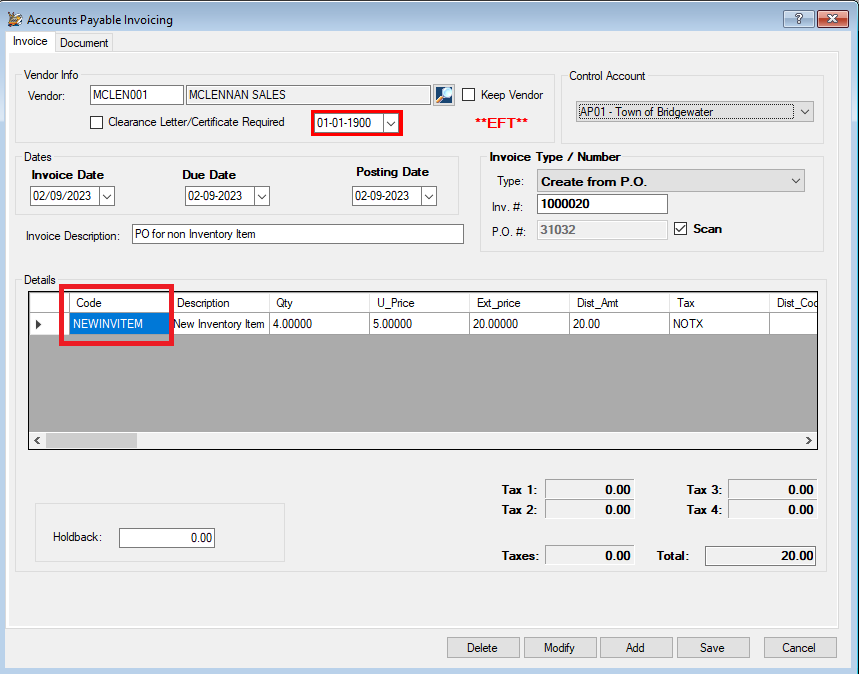 Accounts Payable Invoicing
?
Invoice Document
Vendor Info
Vendor: MCLEN001 MCLENNAN SALES Keep Vendor
Clearance Letter/Certificate Required 01-01-1900 **EFT**
Control Account
AP01 - Town of Bridgewater
Dates
Invoice Date Due Date Posting Date
02/09/2023 02-09-2023 02-09-2023
Invoice Description: PO for non Inventory Item
Invoice Type / Number
Type: Create from P.O.
Inv. #: 1000020
P.O. #: 31032 Scan
Details
Code Description Qty U_Price Ext_price Dist_Amt Tax Dist_Coc
NEWINVITEM New Inventory Item 4.00000 5.00000 20.00000 20.00 NOTX
Tax 1: 0.00 Tax 3: 0.00
Tax 2: 0.00 Tax 4: 0.00
Holdback: 0.00
Taxes: 0.00 Total: 20.00
Delete Modify Add Save Cancel